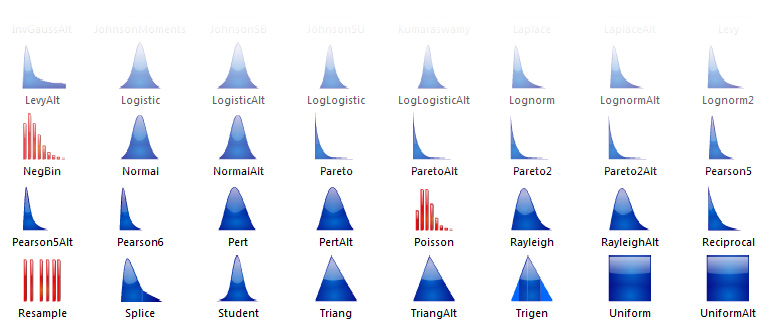 InvGaussAlt JohnsonMoments JohnsonSB JohnsonSU Kumaraswamy Laplace LaplaceAlt Levy
LevyAlt Logistic LogisticAlt LogLogistic LogLogisticAlt Lognorm LognormAlt Lognorm2
NegBin Normal NormalAlt Pareto ParetoAlt Pareto2 Pareto2Alt Pearson5
Pearson5Alt Pearson6 Pert PertAlt Poisson Rayleigh RayleighAlt Reciprocal
Resample Splice Student Triang TriangAlt Trigen Uniform UniformAlt